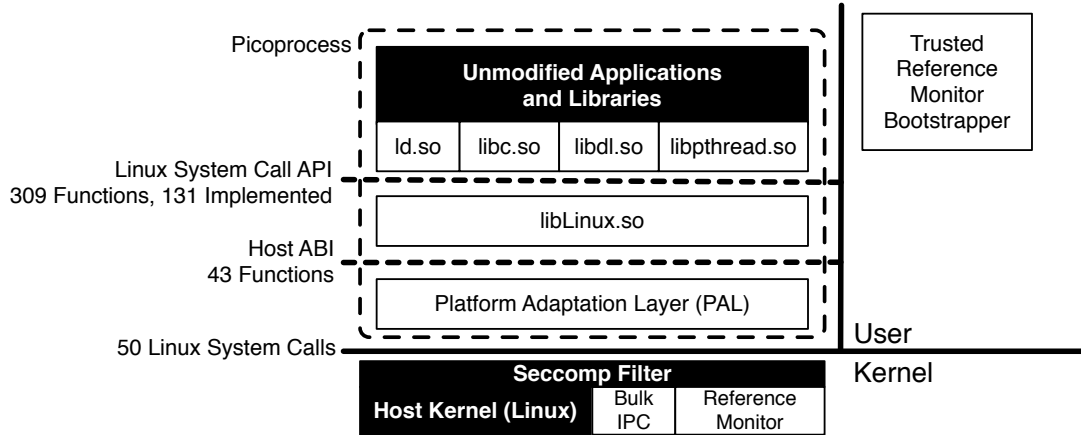 Picoprocess
Unmodified Applications
and Libraries
ld.so
libc.so
libdl.so
libpthread.so
Linux System Call API
309 Functions, 131 Implemented
libLinux.so
Host ABI
43 Functions
Platform Adaptation Layer (PAL)
50 Linux System Calls
Trusted
Reference
Monitor
Bootstrapper
User
Kernel
Seccomp Filter
Host Kernel (Linux)
Bulk
IPC
Reference
Monitor